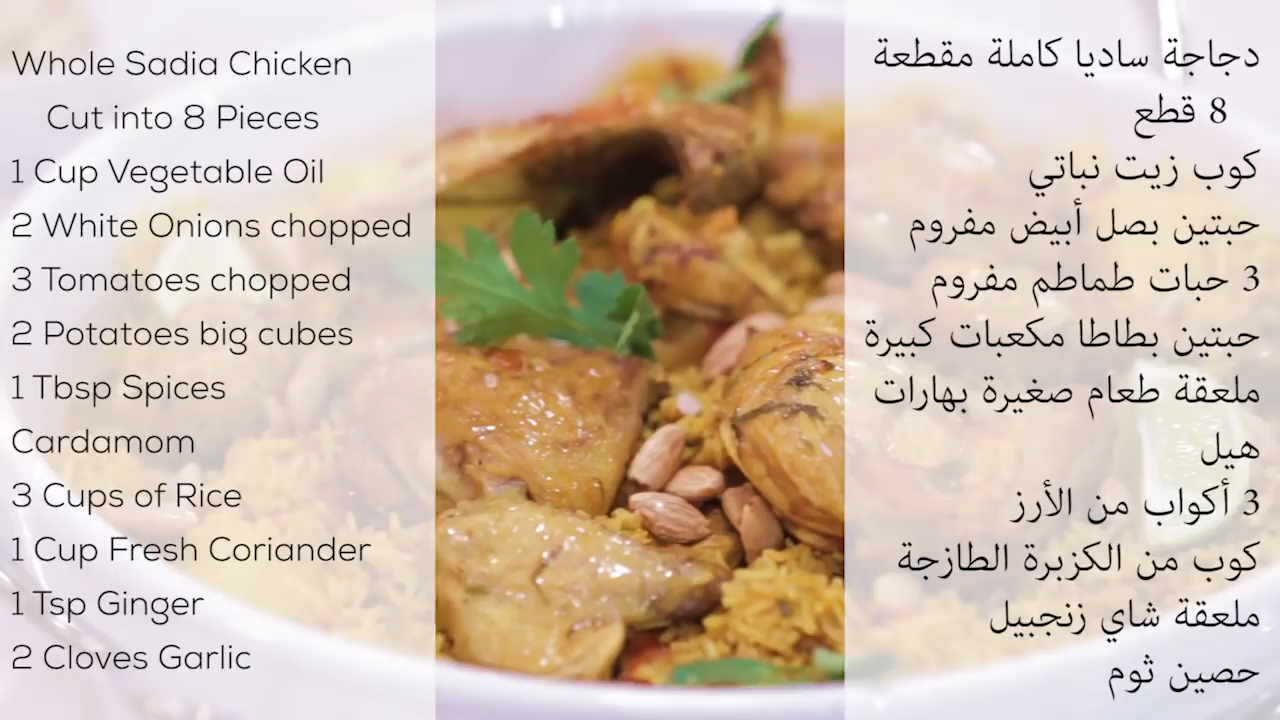 Whole Sadia Chicken
Cut into 8 Pieces
1 Cup Vegetable Oil
2 White Onions chopped
3 Tomatoes chopped
2 Potatoes big cubes
1 Tbsp Spices
Cardamom
3 Cups of Rice
1 Cup Fresh Coriander
1 Tsp Ginger
2 Cloves Garlic
دجاجة ساديا كاملة مقطعة
8 قطع
كوب زيت نباتي
حبتين بصل أبيض مفروم
3 حبات طماطم مفروم
حبتين بطاطا مكعبات كبيرة
ملعقة طعام صغيرة بهارات
هيل
3 أكواب من الأرز
كوب من الكزبرة الطازجة
ملعقة شاي زنجبيل
حصين ثوم